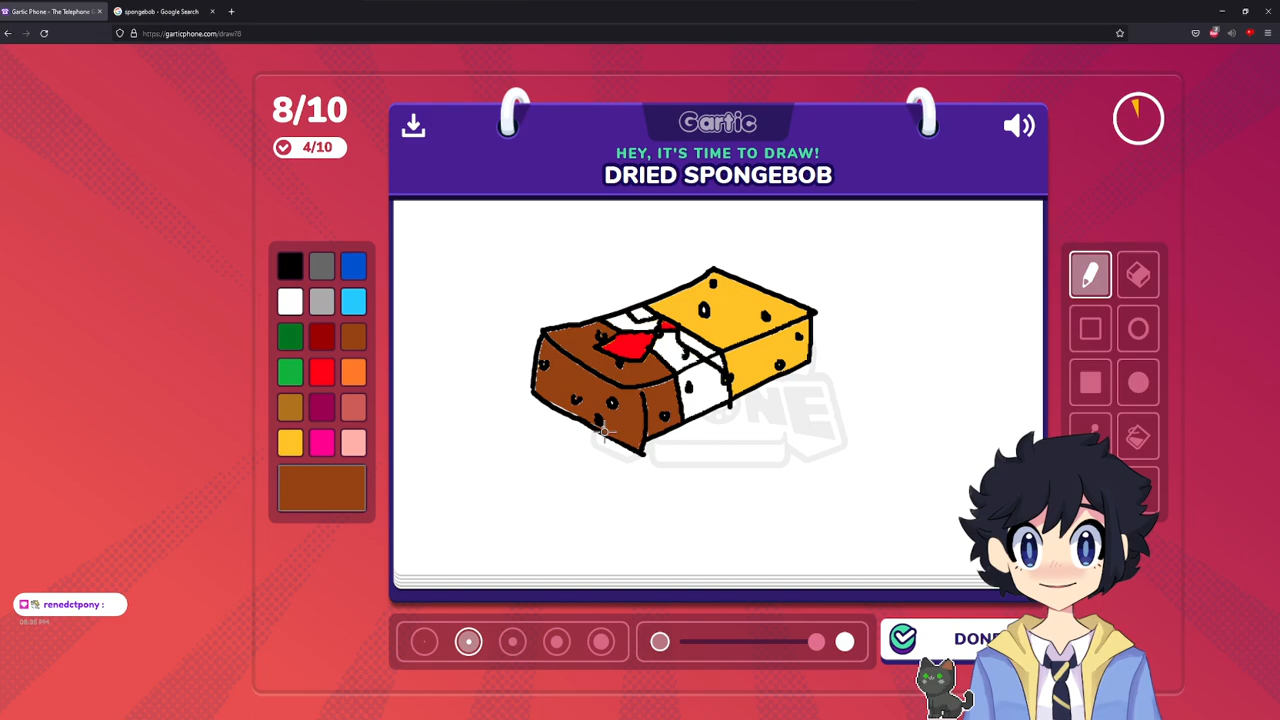 Gartic Phone - The Telephone G
spongebob - Google Search
https://garticphone.com/draw?8
8/10
4/10
Gartic
HEY, IT'S TIME TO DRAW!
DRIED SPONGEBOB
renedctpony :
DONE